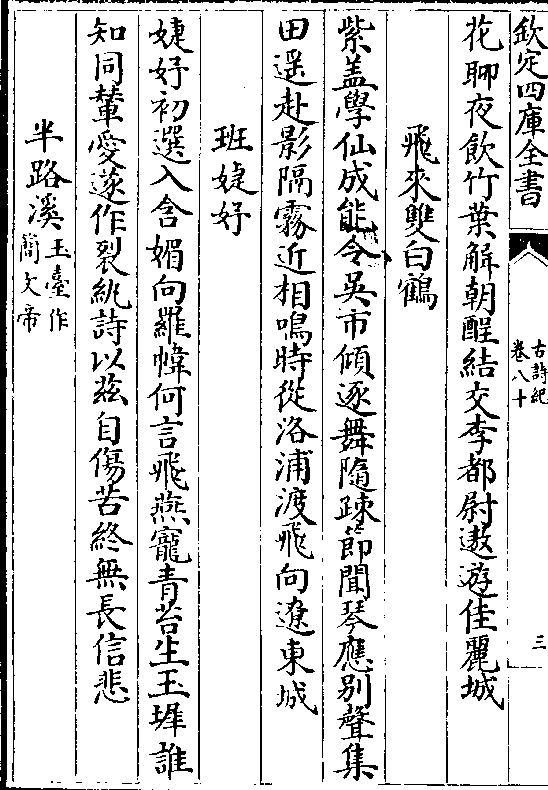 欽定四庫全書
古詩紀
卷八十
三
花聊夜飲竹葉解朝酲結交李都尉遨遊佳麗城
飛來雙白鶴
紫盖學仙成能令吳市傾逐舞隨疎節聞琴應别聲集
田遥赴影隔霧近相鳴時從洛浦渡飛向遼東城
班婕妤
婕妤初選入含媚向羅幃何言飛燕寵青苔生玉墀誰
知同輦愛遂作裂紈詩以兹自傷苦終無長信悲
半路溪玉臺作
簡文帝